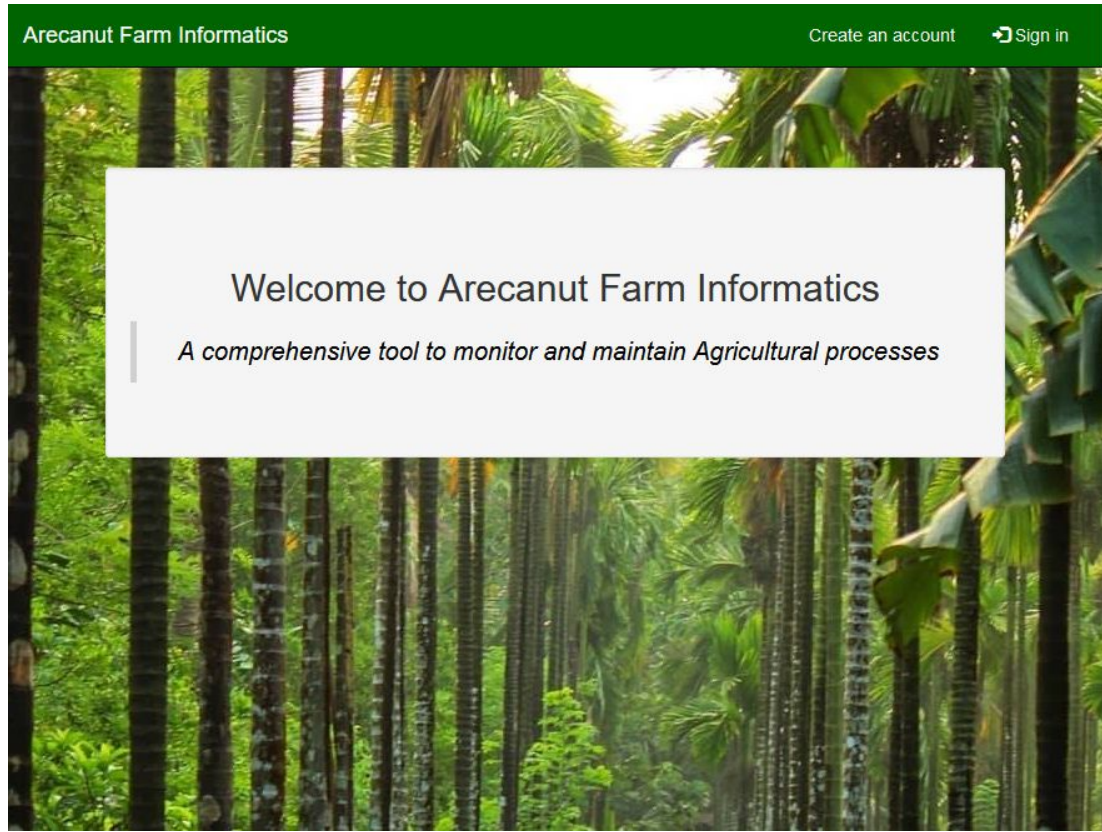 Arecanut Farm Informatics
Create an account
Sign in
Welcome to Arecanut Farm Informatics
A comprehensive tool to monitor and maintain Agricultural processes